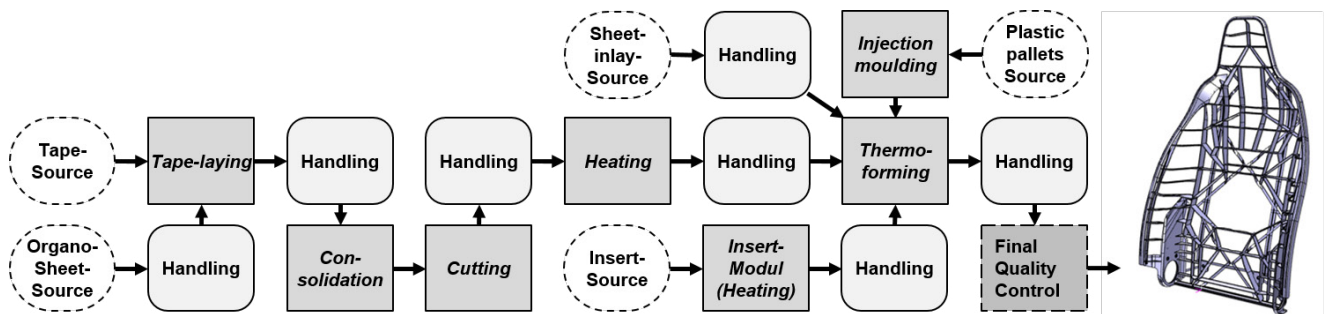 Sheet-
inlay-
Source
Handling
Injection
moulding
Plastic
pallets
Source
Tape-
Source
Tape-laying
Handling
Handling
Heating
Handling
Thermo-
forming
Handling
Organo-
Sheet-
Source
Handling
Con-
solidation
Cutting
Insert-
Source
Insert-
Modul
(Heating)
Handling
Final
Quality
Control